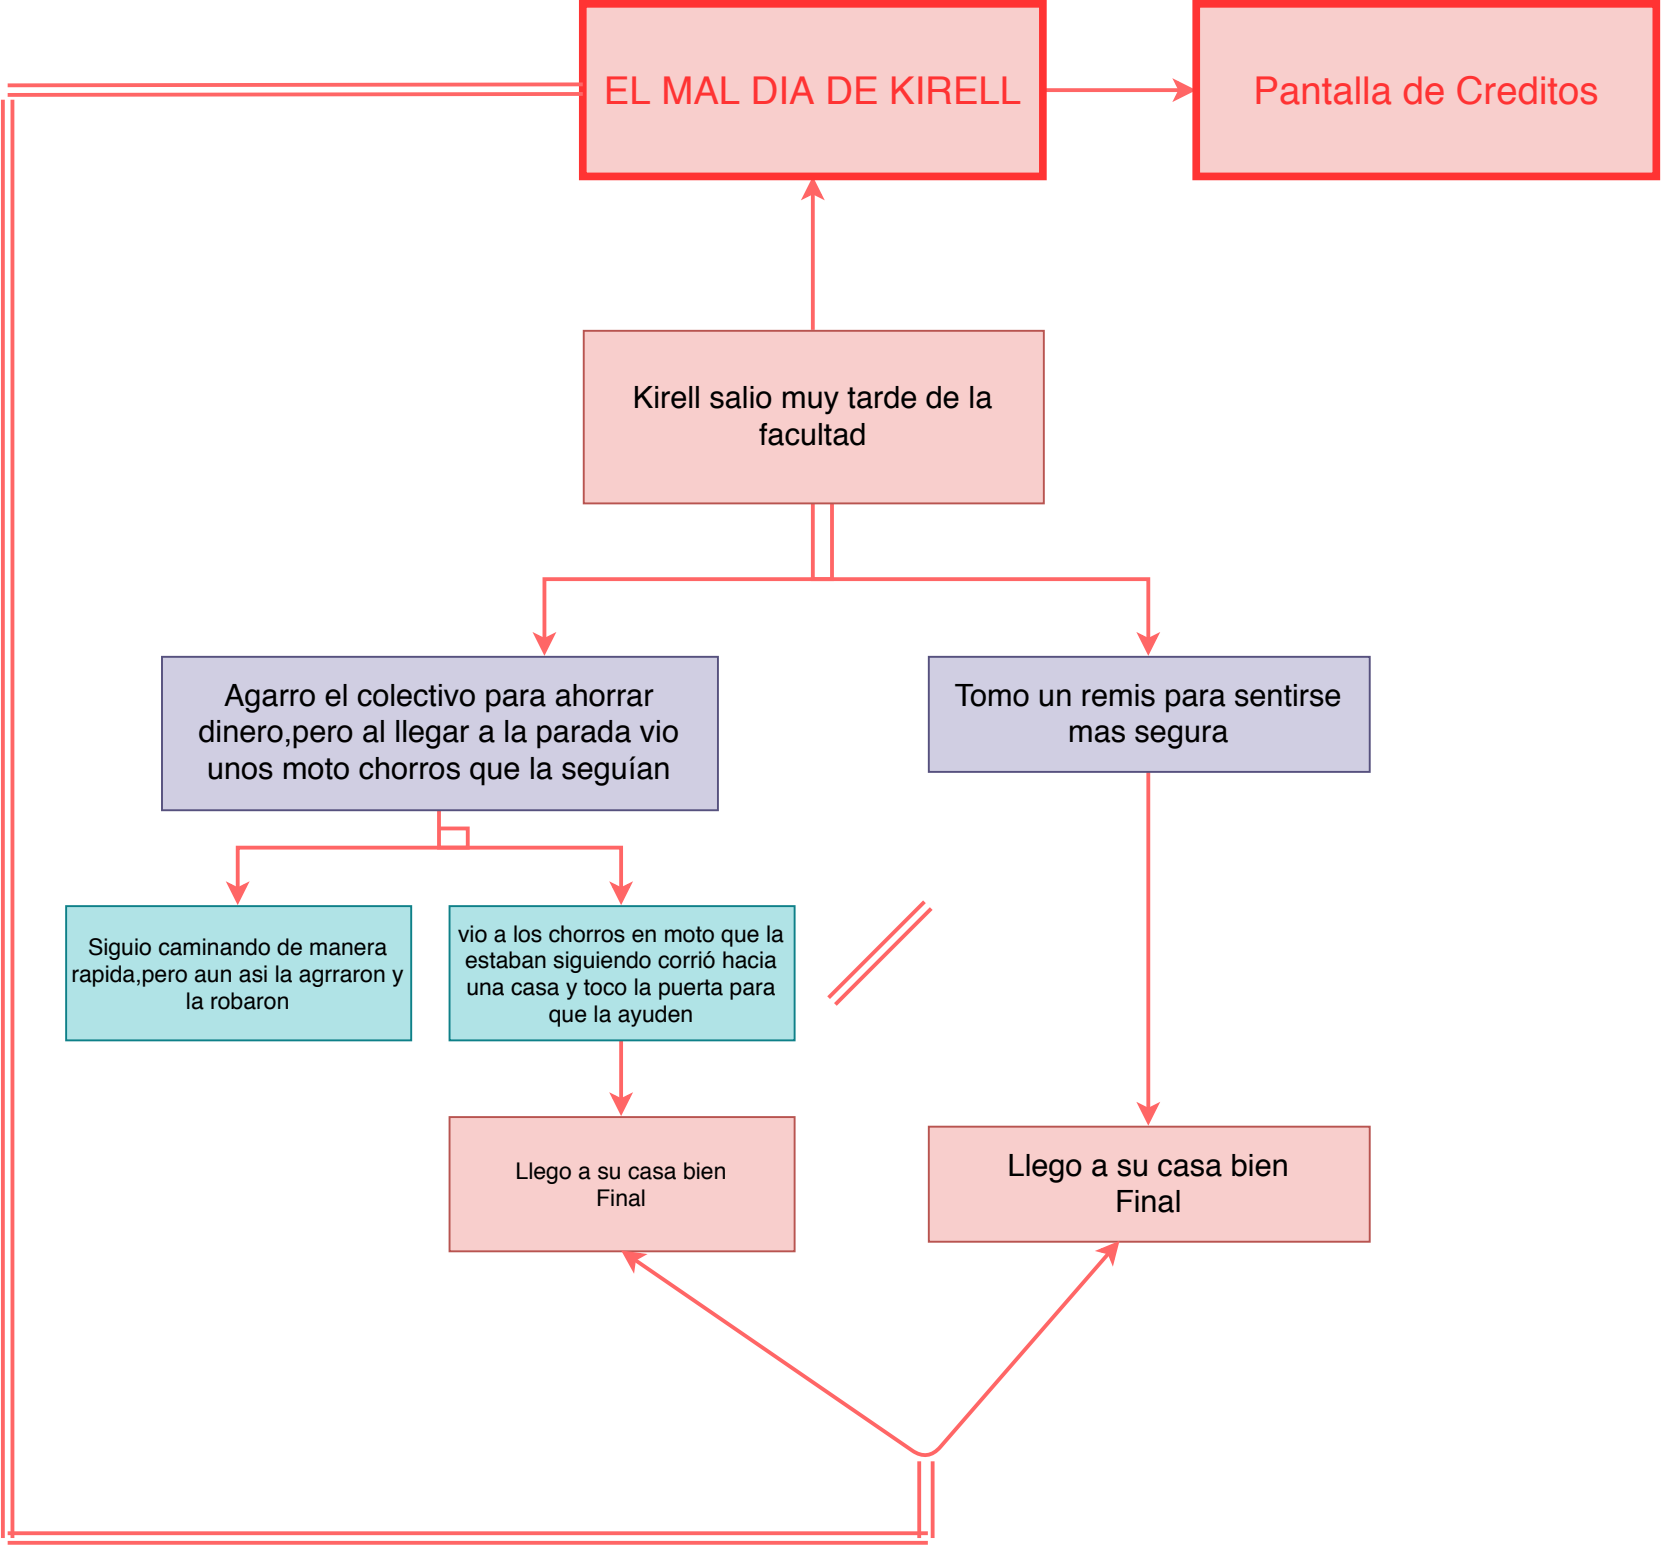 EL MAL DIA DE KIRELL
Pantalla de Creditos
Kirell salio muy tarde de la
facultad
Agarro el colectivo para ahorrar
dinero,pero al llegar a la parada vio
unos moto chorros que la seguían
Tomo un remis para sentirse
mas segura
Siguio caminando de manera
rapida,pero aun asi la agrraron y
la robaron
vio a los chorros en moto que la
estaban siguiendo corrió hacia
una casa y toco la puerta para
que la ayuden
Llego a su casa bien
Final
Llego a su casa bien
Final